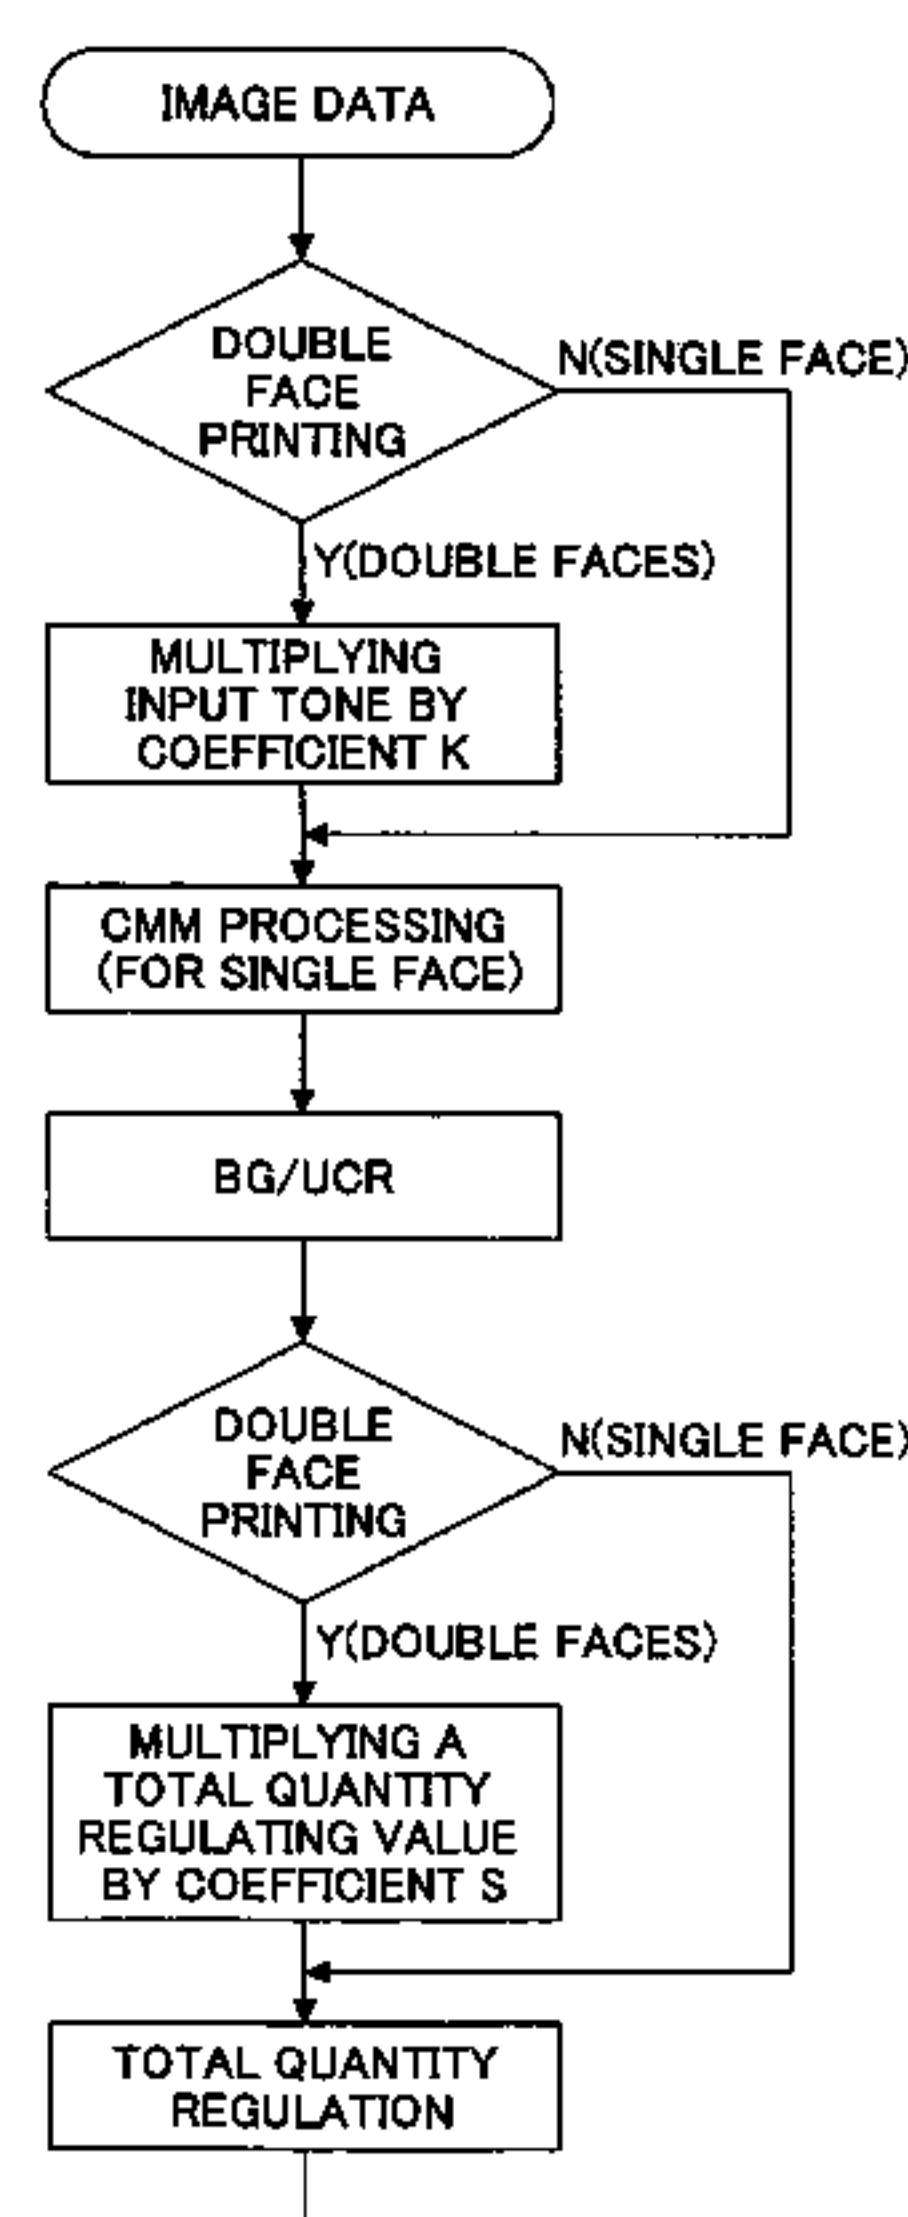 IMAGE DATA
DOUBLE
FACE
PRINTING
N(SINGLE FACE)
Y(DOUBLE FACES)
MULTIPLYING
INPUT TONE BY
COEFFICIENT K
CMM PROCESSING
(FOR SINGLE FACE)
BG/UCR
DOUBLE
FACE
PRINTING
N(SINGLE FACE)
Y(DOUBLE FACES)
MULTIPLYING A
TOTAL QUANTITY
REGULATING VALUE
BY COEFFICIENT S
TOTAL QUANTITY
REGULATION